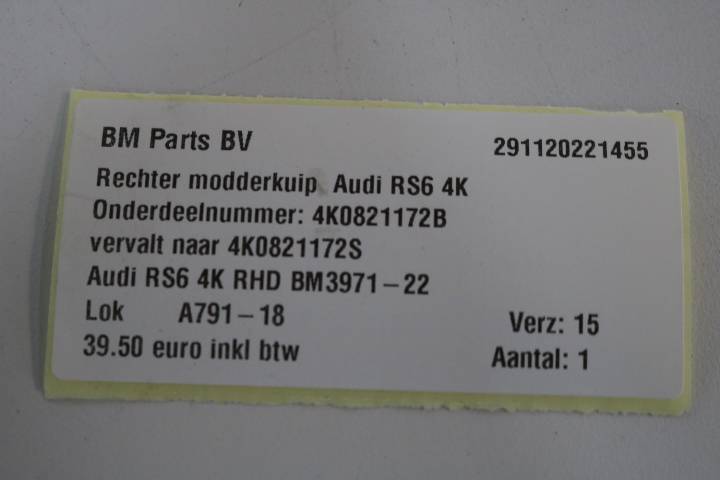 BM Parts BV 291120221455
Rechter modderkuip Audi RS6 4K
Onderdeelnummer: 4K0821172B
vervalt naar 4K0821172S
Audi RS6 4K RHD BM3971-22
Lok A791-18 Verz: 15
39.50 euro inkl btw Aantal: 1